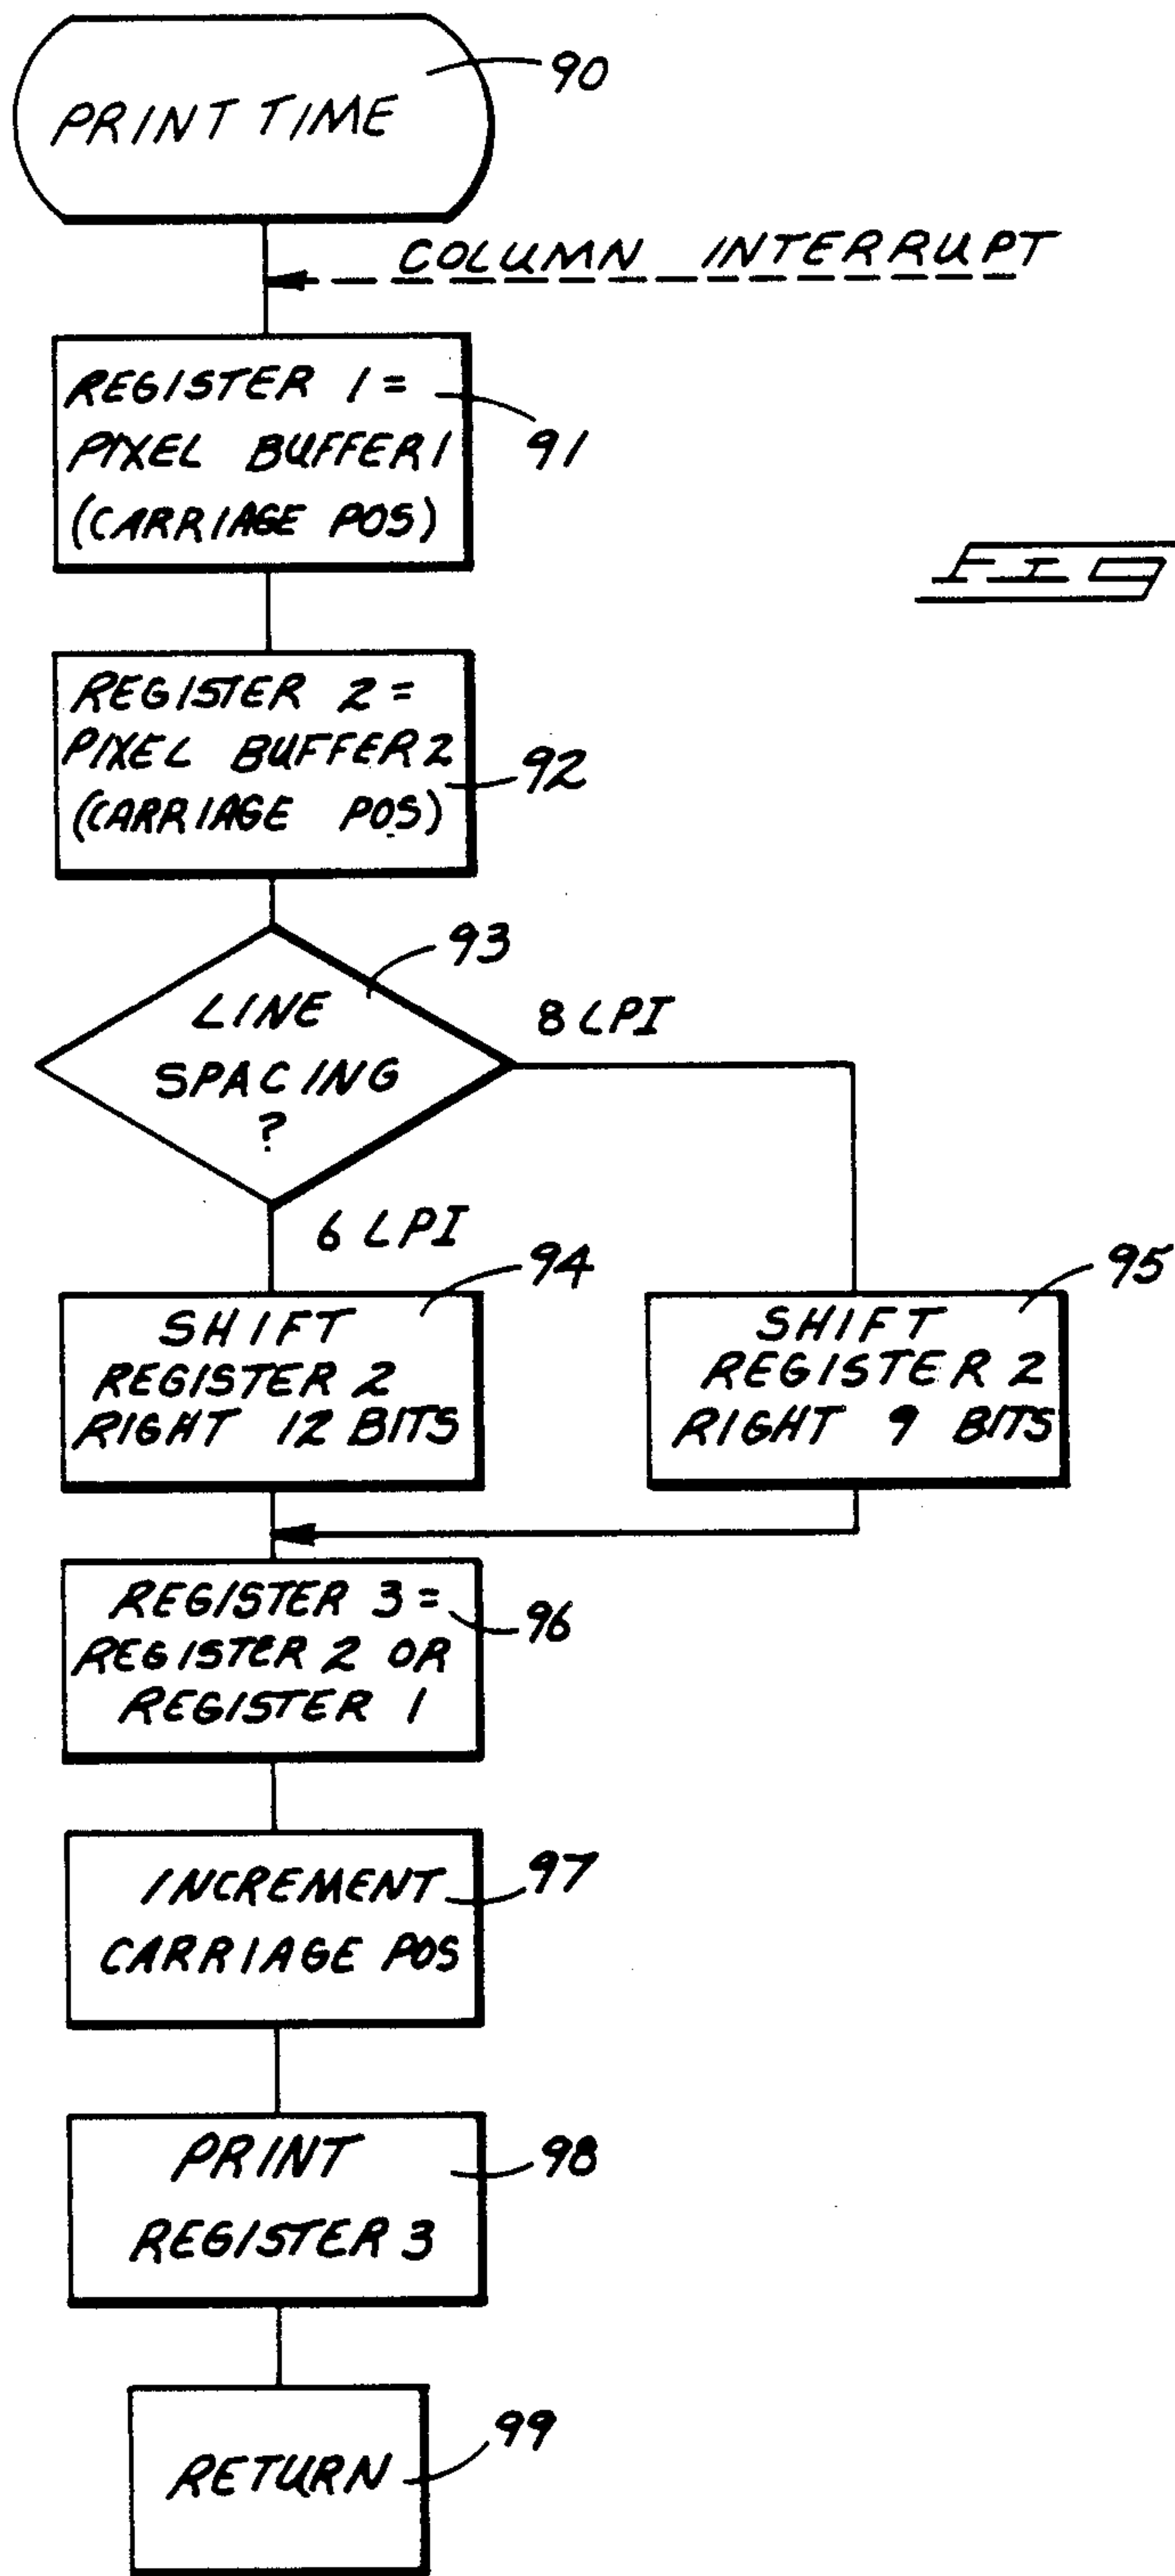 PRINT TIME
90
COLUMN INTERRUPT
REGISTER 1 =
PIXEL BUFFER 1
(CARRIAGE POS)
91
FIG
REGISTER 2 =
PIXEL BUFFER 2
(CARRIAGE POS)
92
93
LINE
SPACING
?
8 LPI
6 LPI
94
SHIFT
REGISTER 2
RIGHT 12 BITS
95
SHIFT
REGISTER 2
RIGHT 9 BITS
REGISTER 3 =
REGISTER 2 OR
REGISTER 1
96
INCREMENT
CARRIAGE POS
97
PRINT
REGISTER 3
98
RETURN
99